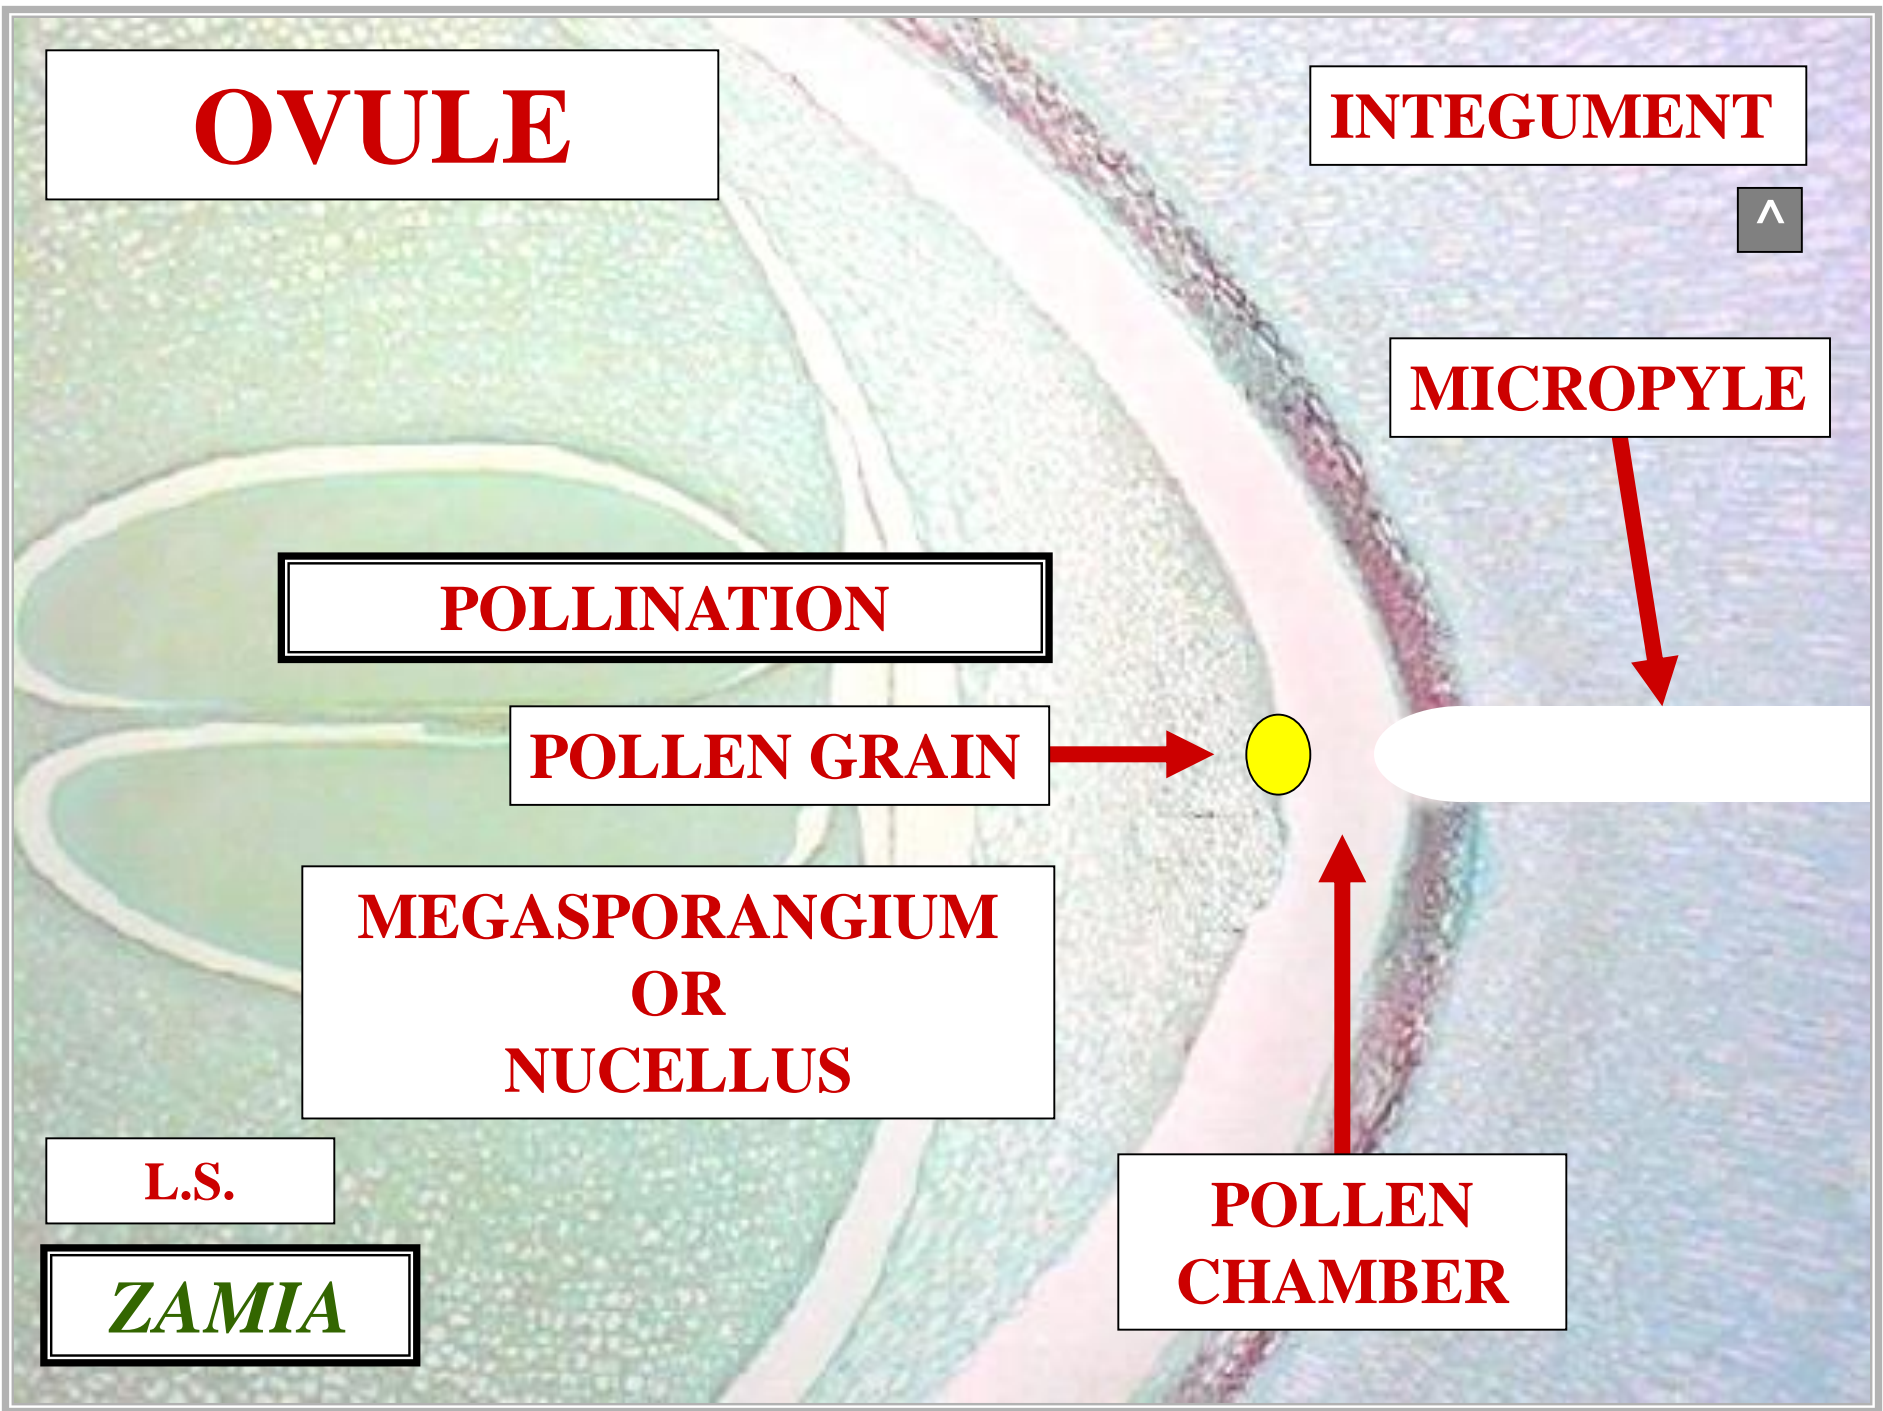 OVULE
INTEGUMENT
^
MICROPYLE
POLLINATION
POLLEN GRAIN
MEGASPORANGIUM
OR
NUCELLUS
L.S.
POLLEN
CHAMBER
ZAMIA